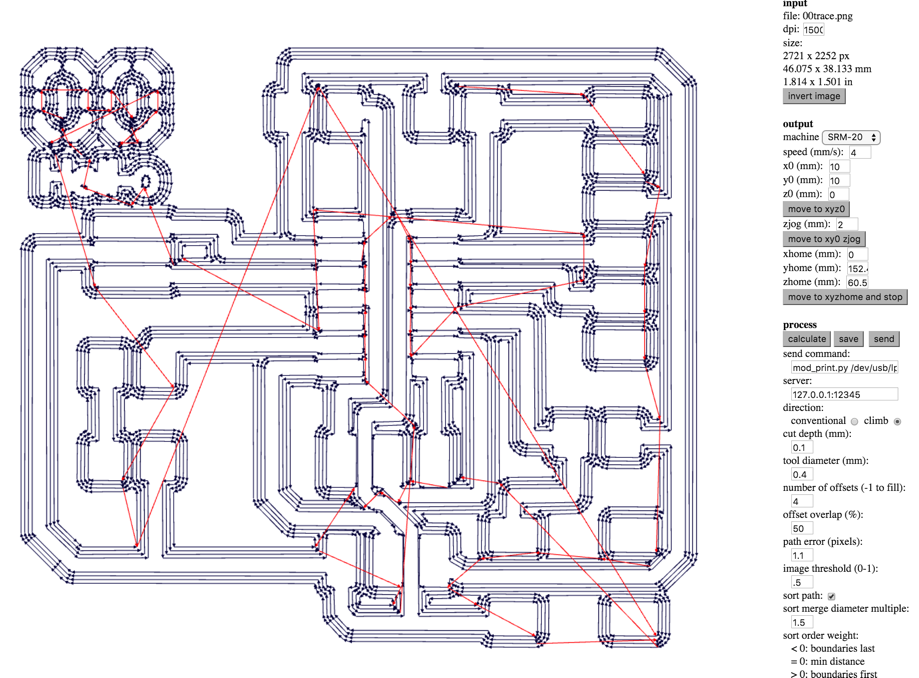 input
file: 00trace.png
dpi: 150
size:
2721 x 2252 px
46.075 x 38.133 mm
1.814 x 1.501 in
invert image
output
machine SRM-20
speed (mm/s): 4
x0 (mm): 10
y0 (mm): 10
z0 (mm): 0
move to xyz0
zjog (mm): 2
move to xy0 zjog
xhome (mm): 0
yhome (mm): 152.4
zhome (mm): 60.5
move to xyzhome and stop
process
calculate save send
send command:
mod_print.py /dev/usb/lp
server:
127.0.0.1:12345
direction:
conventional climb
cut depth (mm):
0.1
tool diameter (mm):
0.4
number of offsets (-1 to fill):
4
offset overlap (%):
50
path error (pixels):
1.1
image threshold (0-1):
.5
sort path:
sort merge diameter multiple:
1.5
sort order weight:
< 0: boundaries last
= 0: min distance
> 0: boundaries first